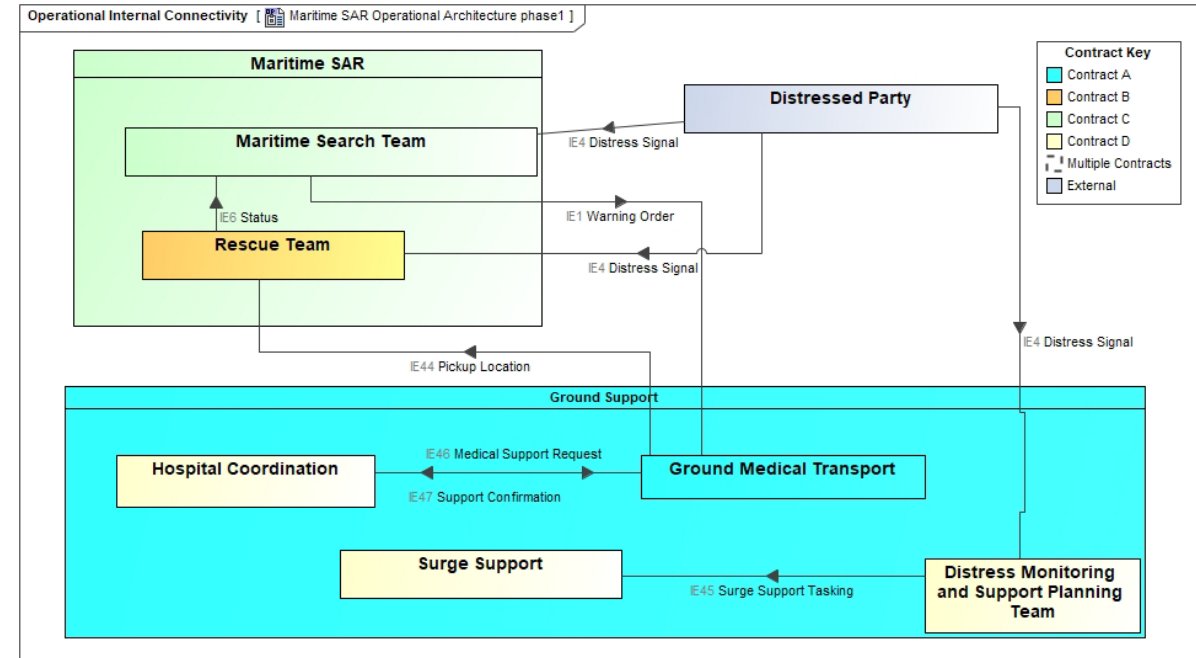 Operational Internal Connectivity [ Maritime SAR Operational Architecture phase1 ]
Maritime SAR
Contract Key
Contract A
Contract B
Contract C
Contract D
Multiple Contracts
External
Distressed Party
Maritime Search Team
IE4 Distress Signal
IE6 Status
IE1 Warning Order
Rescue Team
IE4 Distress Signal
IE4 Distress Signal
IE44 Pickup Location
Ground Support
IE46 Medical Support Request
Hospital Coordination
Ground Medical Transport
IE47 Support Confirmation
Surge Support
IE45 Surge Support Tasking
Distress Monitoring
and Support Planning
Team